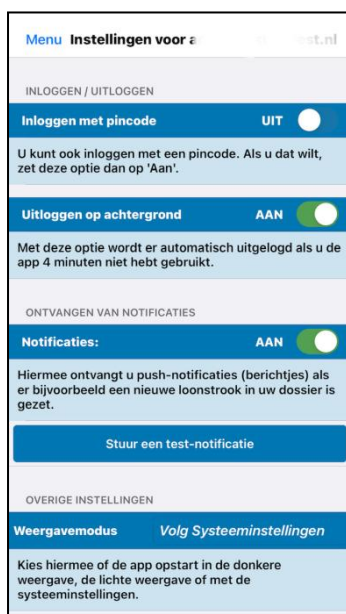 Menu Instellingen voor a st.nl
INLOGGEN / UITLOGGEN
Inloggen met pincode UIT
U kunt ook inloggen met een pincode. Als u dat wilt,
zet deze optie dan op 'Aan'.
Uitloggen op achtergrond AAN
Met deze optie wordt er automatisch uitgelogd als u de
app 4 minuten niet hebt gebruikt.
ONTVANGEN VAN NOTIFICATIES
Notificaties: AAN
Hiermee ontvangt u push-notificaties (berichtjes) als
er bijvoorbeeld een nieuwe loonstrook in uw dossier is
gezet.
Stuur een test-notificatie
OVERIGE INSTELLINGEN
Weergavemodus Volg Systeeminstellingen
Kies hiermee of de app opstart in de donkere
weergave, de lichte weergave of met de
systeeminstellingen.